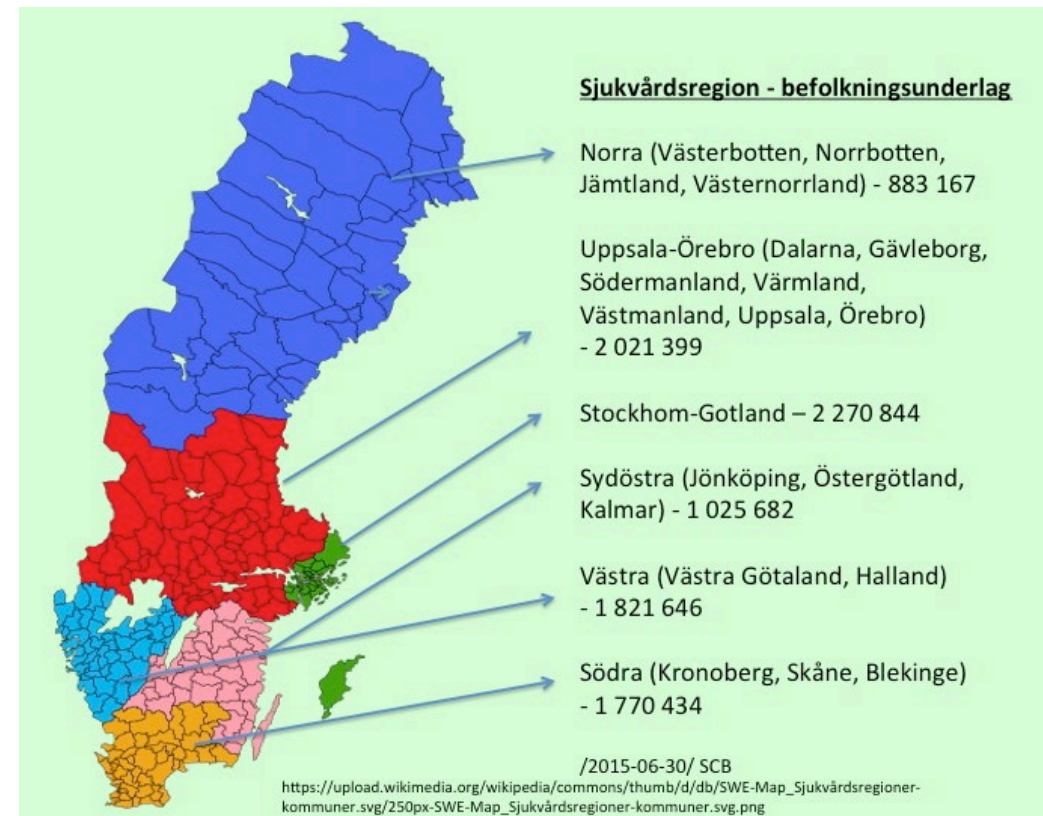 Sjukvårdsregion - befolkningsunderlag
Norra (Västerbotten, Norrbotten,
Jämtland, Västernorrland) - 883 167
Uppsala-Örebro (Dalarna, Gävleborg,
Södermanland, Värmland,
Västmanland, Uppsala, Örebro)
- 2 021 399
Stockhom-Gotland – 2 270 844
Sydöstra (Jönköping, Östergötland,
Kalmar) - 1 025 682
Västra (Västra Götaland, Halland)
- 1 821 646
Södra (Kronoberg, Skåne, Blekinge)
- 1 770 434
/2015-06-30/ SCB
https://upload.wikimedia.org/wikipedia/commons/thumb/d/db/SWE-Map_Sjukvårdsregioner-
kommuner.svg/250px-SWE-Map_Sjukvårdsregioner-kommuner.svg.png